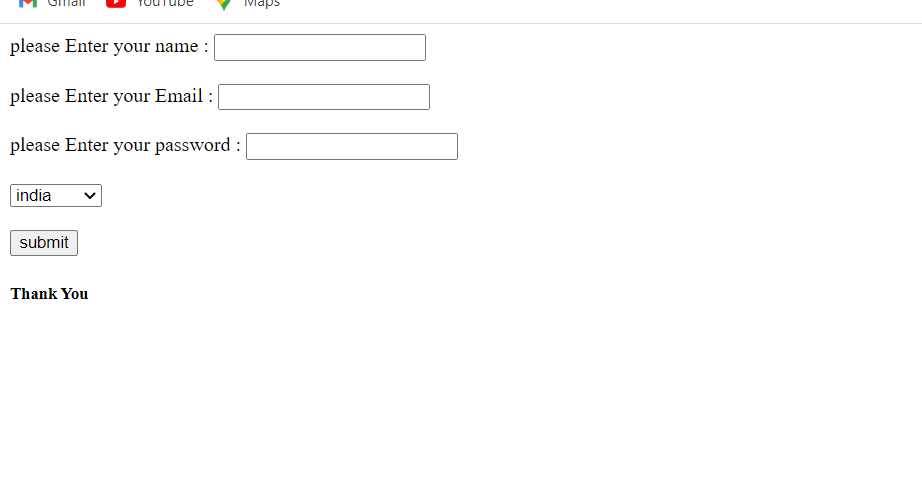 Gmail YouTube Maps
please Enter your name :
please Enter your Email :
please Enter your password :
india
submit
Thank You